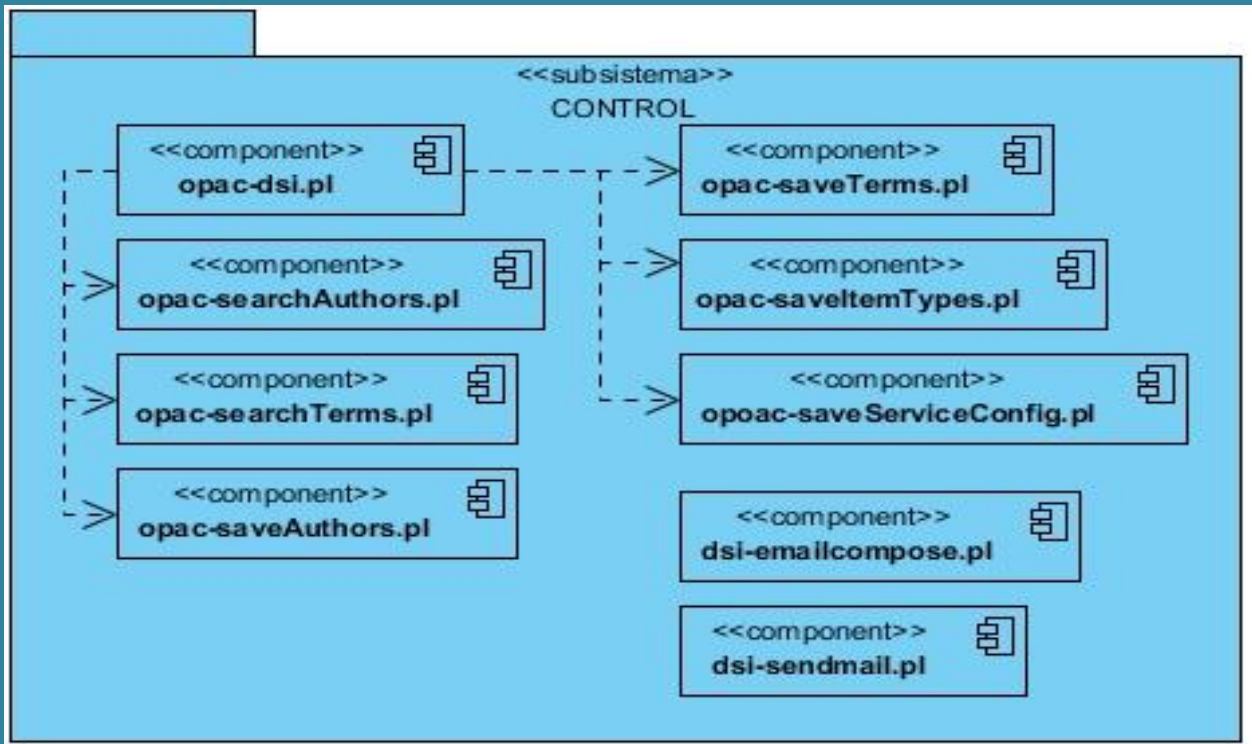 <<subsistema>>
CONTROL
<<component>>
opac-dsi.pl
<<component>>
opac-searchAuthors.pl
<<component>>
opac-searchTerms.pl
<<component>>
opac-saveAuthors.pl
<<component>>
opac-saveTerms.pl
<<component>>
opac-saveItemTypes.pl
<<component>>
opoac-saveServiceConfig.pl
<<component>>
dsi-emailcompose.pl
<<component>>
dsi-sendmail.pl